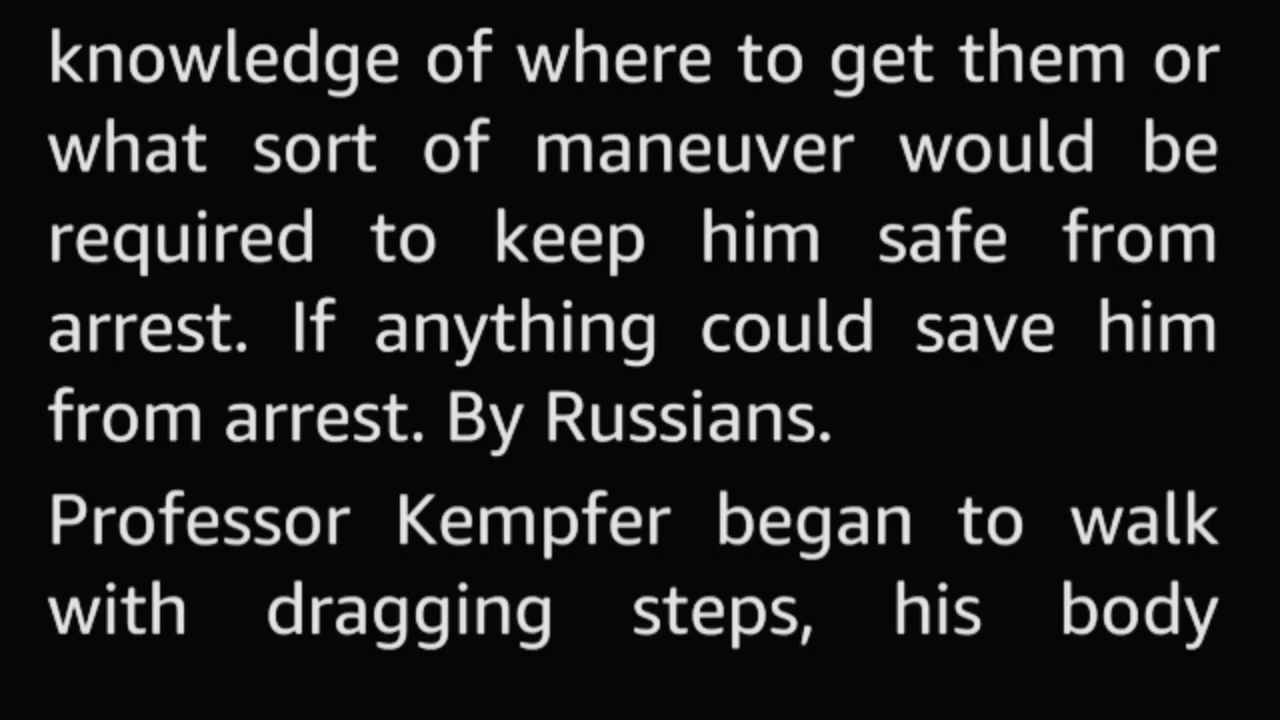 knowledge of where to get them or
what sort of maneuver would be
required to keep him safe from
arrest. If anything could save him
from arrest. By Russians.
Professor Kempfer began to walk
with dragging steps, his body